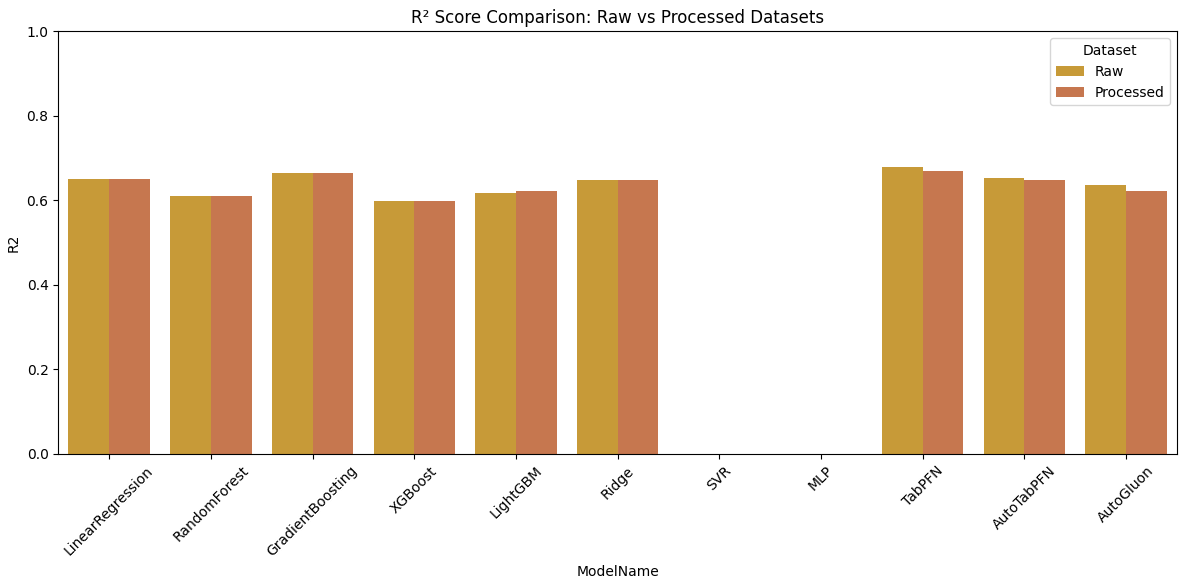 R² Score Comparison: Raw vs Processed Datasets
Dataset
Raw
Processed
R2
1.0
0.8
0.6
0.4
0.2
0.0
LinearRegression
RandomForest
GradientBoosting
XGBoost
LightGBM
Ridge
SVR
MLP
TabPFN
AutoTabPFN
AutoGluon
ModelName